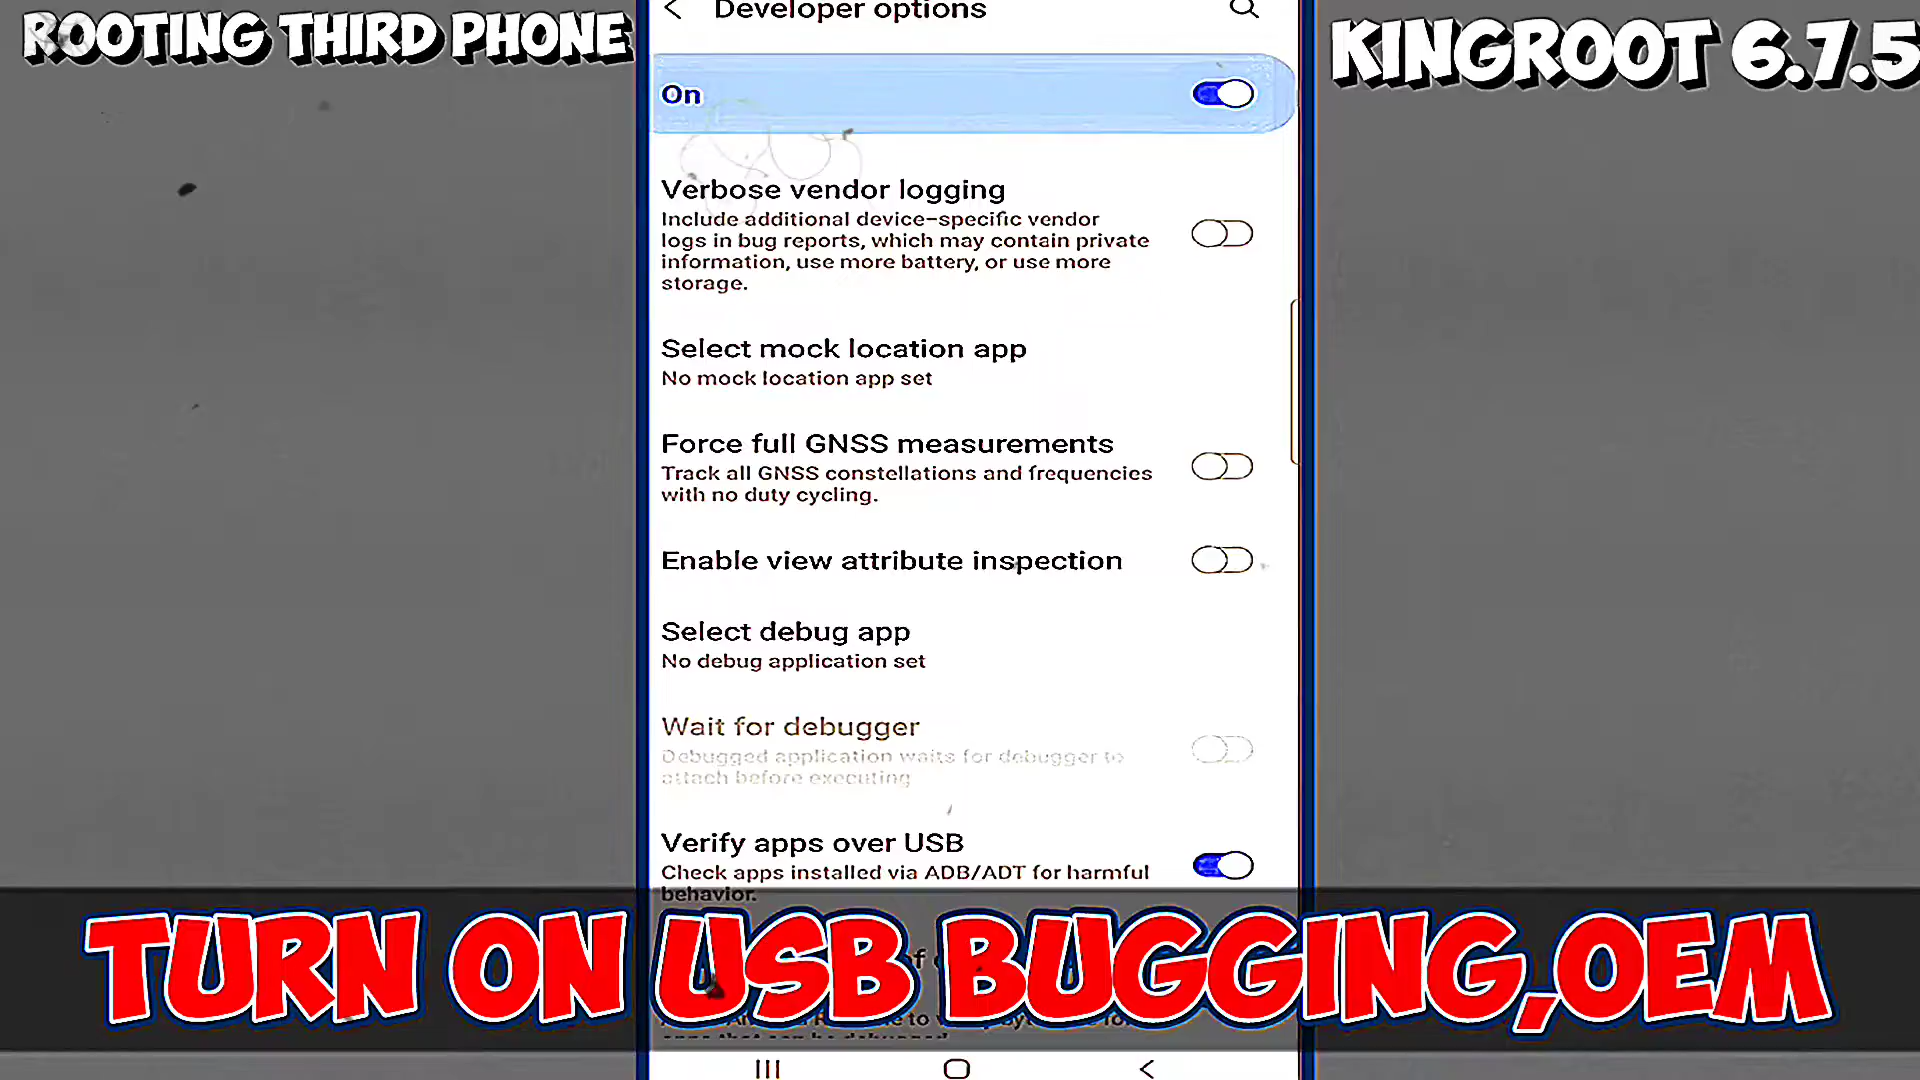 ROOTING THIRD PHONE
KINGROOT 6.7.5
Developer options
On
Verbose vendor logging
Include additional device-specific vendor
logs in bug reports, which may contain private
information, use more battery, or use more
storage.
Select mock location app
No mock location app set
Force full GNSS measurements
Track all GNSS constellations and frequencies
with no duty cycling.
Enable view attribute inspection
Select debug app
No debug application set
Wait for debugger
Debugged application waits for debugger to
attach before executing
Verify apps over USB
Check apps installed via ADB/ADT for harmful
behavior.
TURN ON USB BUGGING,OEM